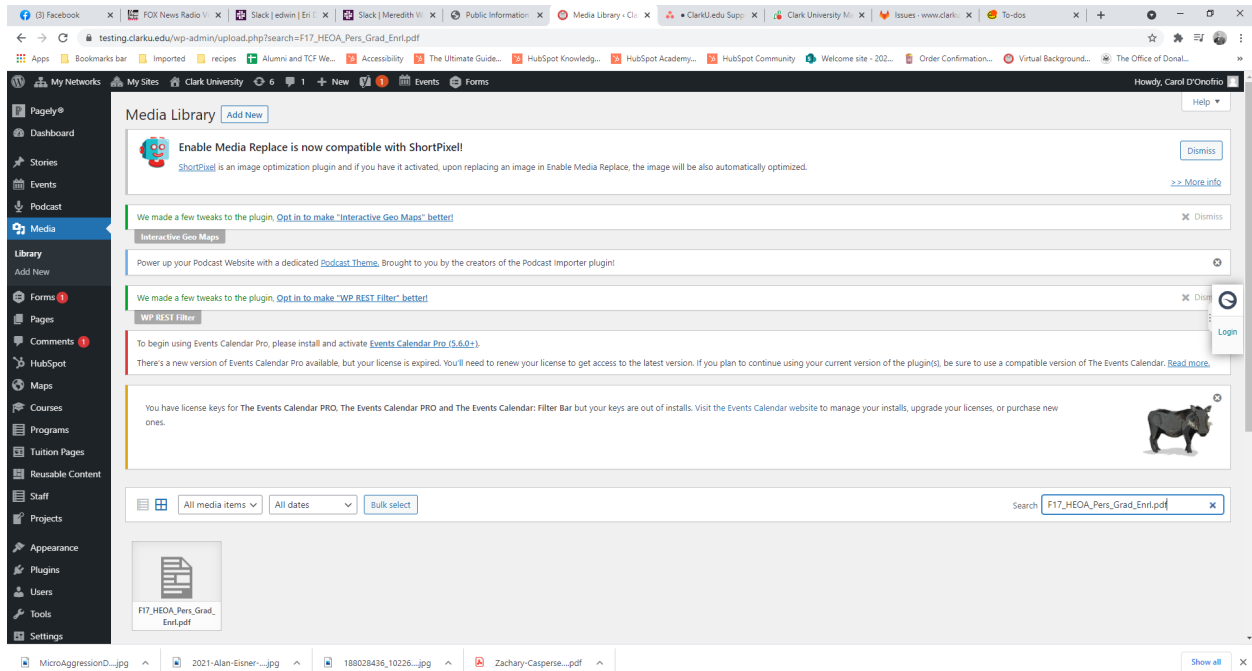 (3) Facebook
FOX News Radio Vi
Slack | edwin | Eri D
Slack | Meredith W
Public Information
Media Library ‹ Cla
• ClarkU.edu Supp
Clark University M
Issues · www.clarku
To-dos
testing.clarku.edu/wp-admin/upload.php?search=F17_HEOA_Pers_Grad_Enrl.pdf
Apps Bookmarks bar Imported recipes Alumni and TCF We... Accessibility The Ultimate Guide... HubSpot Knowledg... HubSpot Academy... HubSpot Community Welcome site - 202... Order Confirmation... Virtual Background... The Office of Donal... »
My Networks My Sites Clark University 6 1 + New 1 Events Forms Howdy, Carol D'Onofrio
Help ▼
Pagely®
Dashboard
Stories
Events
Podcast
Media
Library
Add New
Forms 1
Pages
Comments 1
HubSpot
Maps
Courses
Programs
Tuition Pages
Reusable Content
Staff
Projects
Appearance
Plugins
Users
Tools
Settings
Media Library Add New
Enable Media Replace is now compatible with ShortPixel!
Dismiss
ShortPixel is an image optimization plugin and if you have it activated, upon replacing an image in Enable Media Replace, the image will be also automatically optimized.
>> More info
We made a few tweaks to the plugin, Opt in to make "Interactive Geo Maps" better!
Dismiss
Interactive Geo Maps
Power up your Podcast Website with a dedicated Podcast Theme. Brought to you by the creators of the Podcast Importer plugin!
We made a few tweaks to the plugin, Opt in to make "WP REST Filter" better!
Dism
WP REST Filter
Login
To begin using Events Calendar Pro, please install and activate Events Calendar Pro (5.6.0+).
There's a new version of Events Calendar Pro available, but your license is expired. You'll need to renew your license to get access to the latest version. If you plan to continue using your current version of the plugin(s), be sure to use a compatible version of The Events Calendar. Read more.
You have license keys for The Events Calendar PRO, The Events Calendar PRO and The Events Calendar: Filter Bar but your keys are out of installs. Visit the Events Calendar website to manage your installs, upgrade your licenses, or purchase new
ones.
All media items All dates Bulk select Search F17_HEOA_Pers_Grad_Enrl.pdf
F17_HEOA_Pers_Grad_
Enrl.pdf
MicroAggressionD....jpg 2021-Alan-Eisner-....jpg 188028436_10226....jpg Zachary-Casperse....pdf Show all